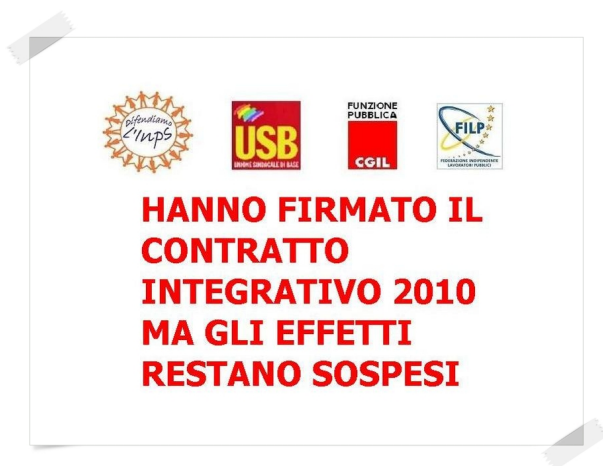 Difendiamo
L'Inps
USB
UNIONE SINDACALE DI BASE
FUNZIONE
PUBBLICA
CGIL
FILP
FEDERAZIONE INDIPENDENTE
LAVORATORI PUBBLICI
HANNO FIRMATO IL
CONTRATTO
INTEGRATIVO 2010
MA GLI EFFETTI
RESTANO SOSPESI